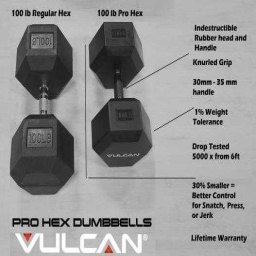 100 lb Regular Hex
100 lb Pro Hex
Indestructible
Rubber head and
Handle
Knurled Grip
30mm - 35 mm
handle
1% Weight
Tolerance
Drop Tested
5000 x from 6ft
30% Smaller =
Better Control
for Snatch, Press,
or Jerk
Lifetime Warranty
100LB
100LB
VULCAN
PRO HEX DUMBBELLS
VULCAN®